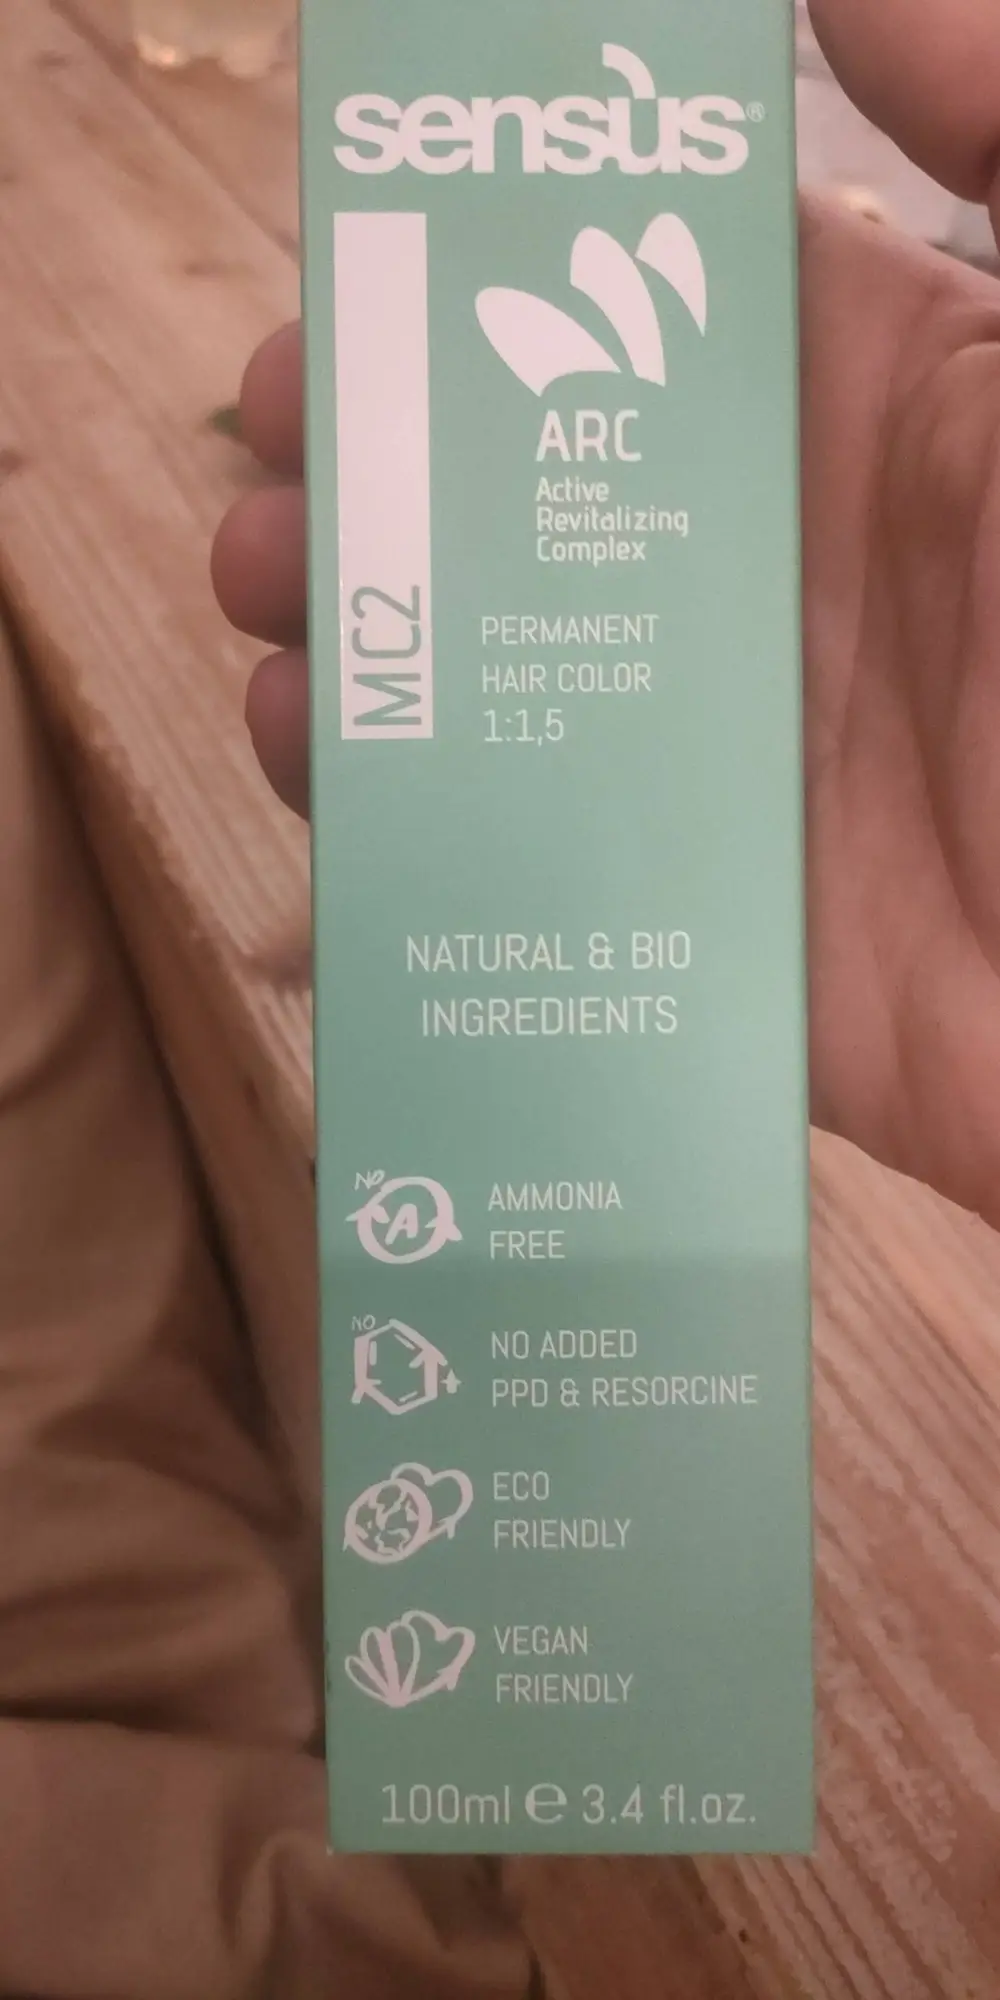 sensùs®
MC2
ARC
Active
Revitalizing
Complex
PERMANENT
HAIR COLOR
1:1,5
NATURAL & BIO
INGREDIENTS
NO
A
AMMONIA
FREE
NO
NO ADDED
PPD & RESORCINE
ECO
FRIENDLY
VEGAN
FRIENDLY
100ml ℮ 3.4 fl.oz.